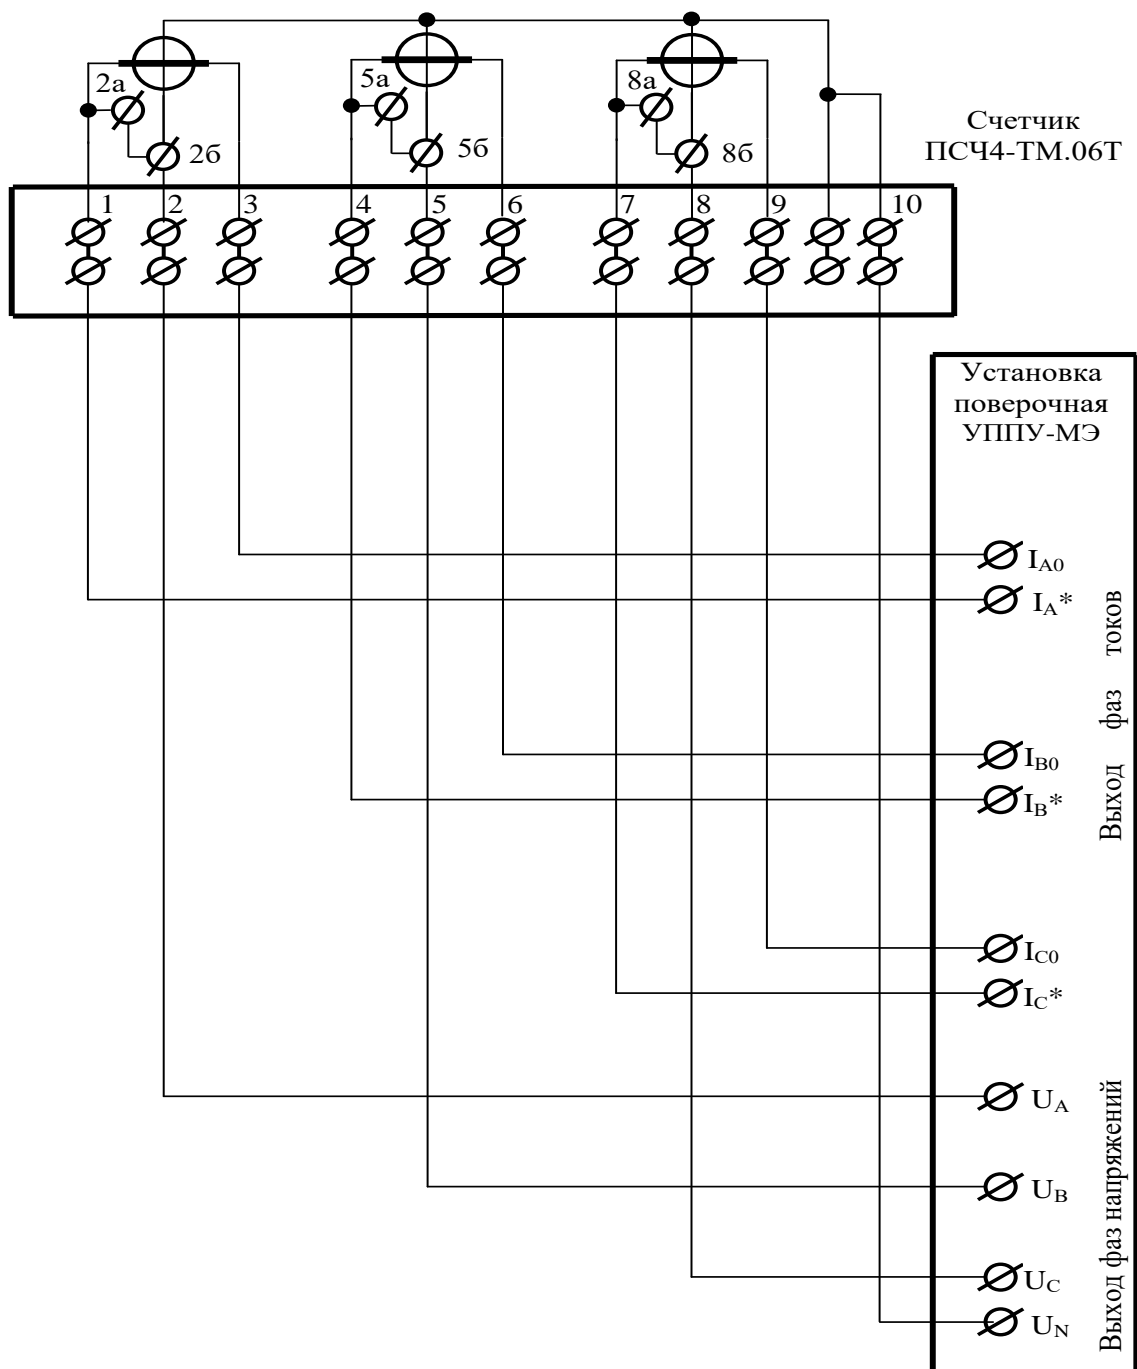 2а
5а
8а
2б
5б
8б
Счетчик
ПСЧ4-ТМ.06Т
1 2 3 4 5 6 7 8 9 10
Установка
поверочная
УППУ-МЭ
IA0
IA*
IB0
IB*
IC0
IC*
Выход фаз токов
UA
UB
UC
UN
Выход фаз напряжений